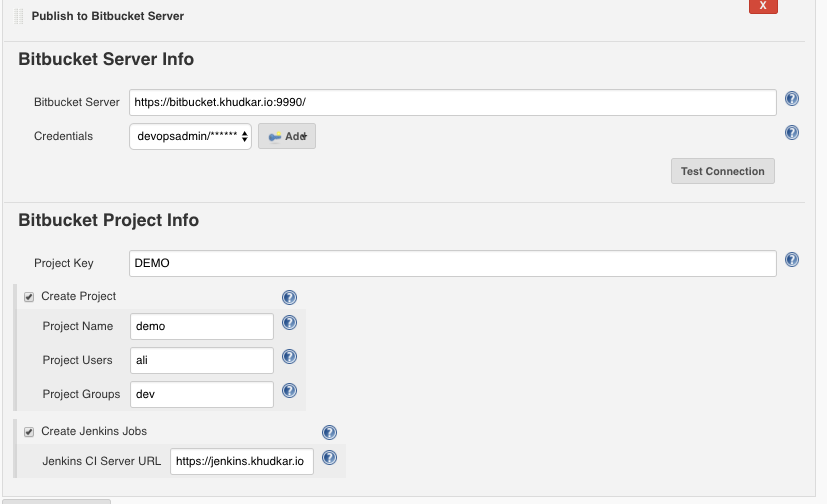 Publish to Bitbucket Server
X
Bitbucket Server Info
Bitbucket Server https://bitbucket.khudkar.io:9990/
Credentials devopsadmin/****** Add
Test Connection
Bitbucket Project Info
Project Key DEMO
Create Project
Project Name demo
Project Users ali
Project Groups dev
Create Jenkins Jobs
Jenkins CI Server URL https://jenkins.khudkar.io